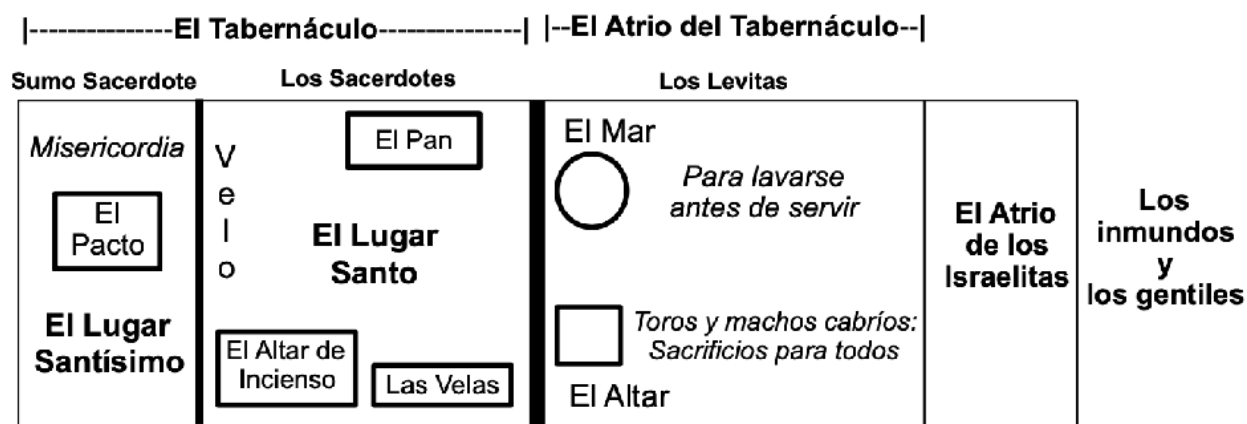 |---------------El Tabernáculo---------------| |--El Atrio del Tabernáculo--|
Sumo Sacerdote Los Sacerdotes Los Levitas
Misericordia
El
Pacto
El Lugar
Santísimo
Velo
El Pan
El Lugar
Santo
El Altar de
Incienso
Las Velas
El Mar
Para lavarse
antes de servir
Toros y machos cabríos:
Sacrificios para todos
El Altar
El Atrio
de los
Israelitas
Los
inmundos
y
los gentiles